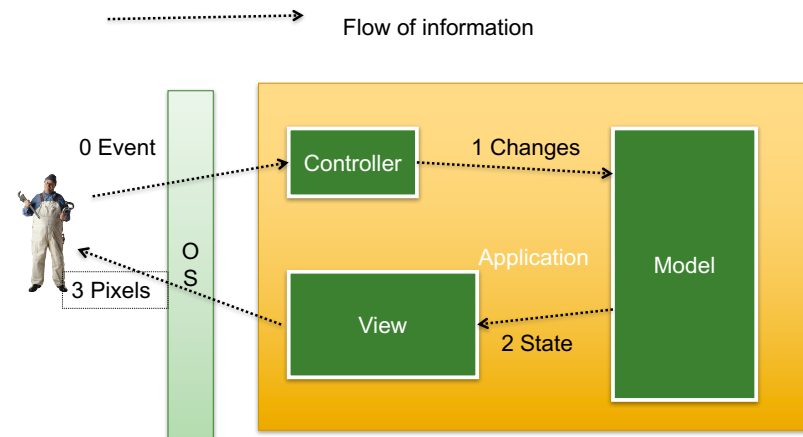 Flow of information
0 Event
Controller
1 Changes
O
S
Application
Model
3 Pixels
View
2 State